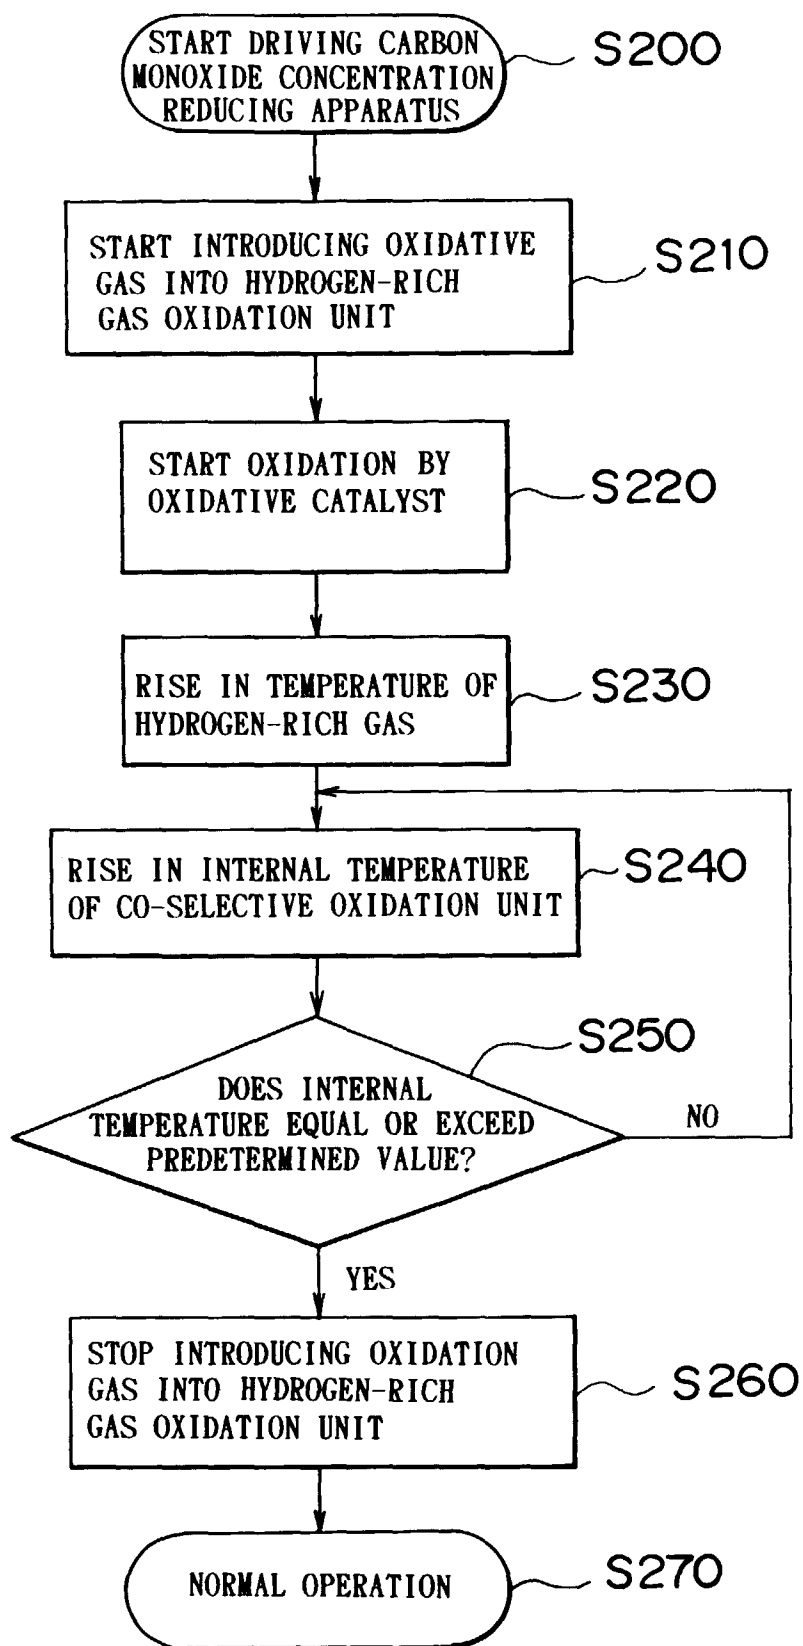 START DRIVING CARBON
MONOXIDE CONCENTRATION
REDUCING APPARATUS
S200
START INTRODUCING OXIDATIVE
GAS INTO HYDROGEN-RICH
GAS OXIDATION UNIT
S210
START OXIDATION BY
OXIDATIVE CATALYST
S220
RISE IN TEMPERATURE OF
HYDROGEN-RICH GAS
S230
RISE IN INTERNAL TEMPERATURE
OF CO-SELECTIVE OXIDATION UNIT
S240
S250
DOES INTERNAL
TEMPERATURE EQUAL OR EXCEED
PREDETERMINED VALUE?
NO
YES
STOP INTRODUCING OXIDATION
GAS INTO HYDROGEN-RICH
GAS OXIDATION UNIT
S260
NORMAL OPERATION
S270